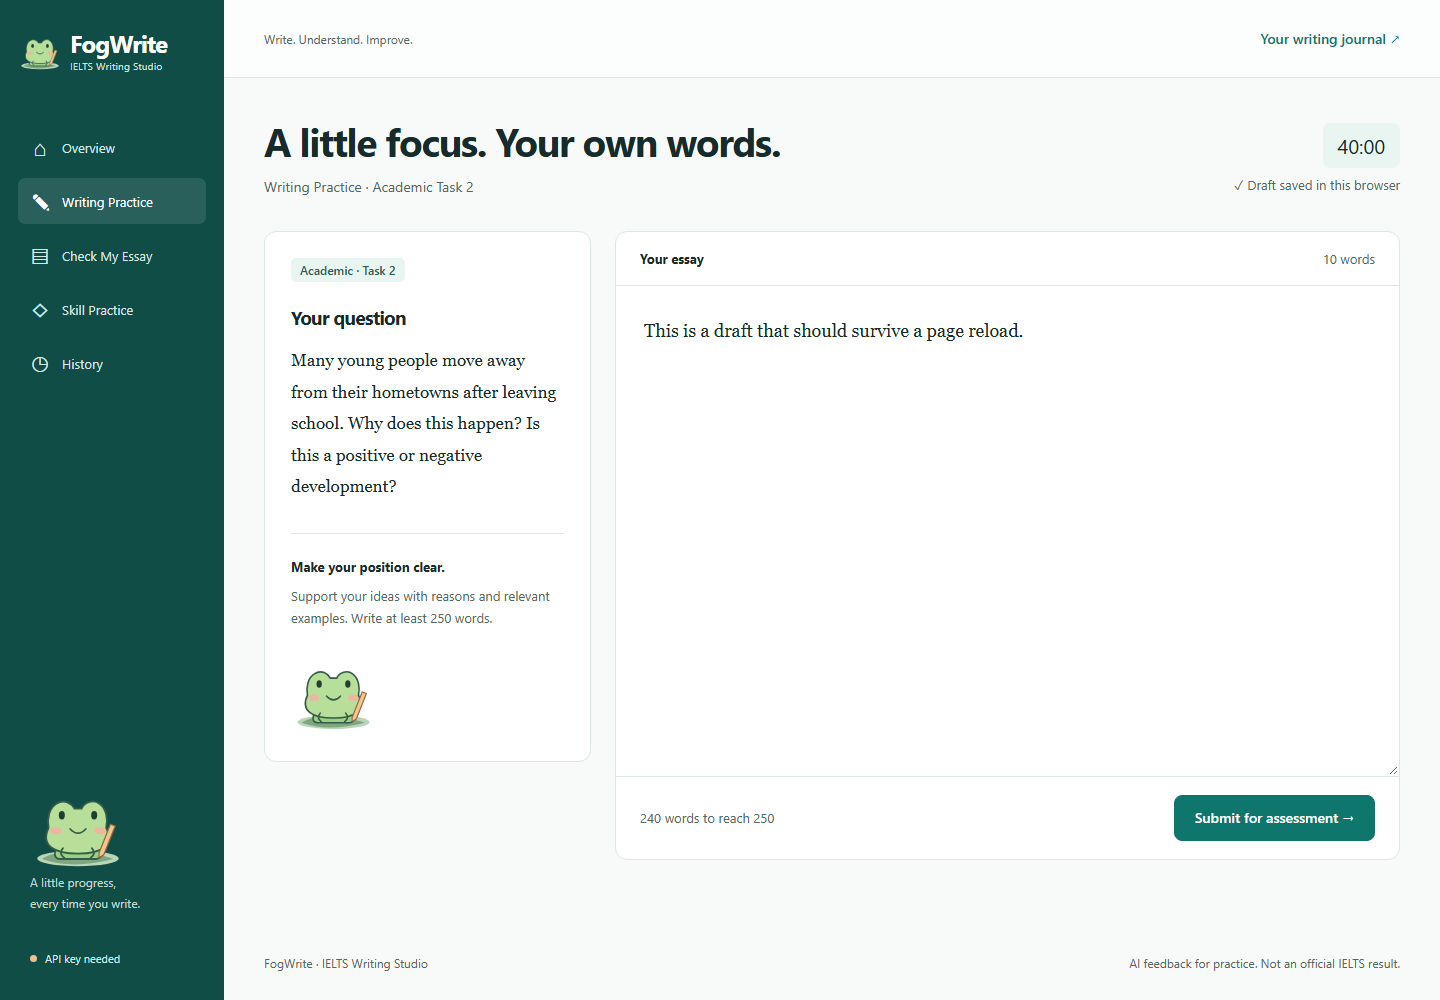 FogWrite
IELTS Writing Studio
Overview
Writing Practice
Check My Essay
Skill Practice
History
A little progress,
every time you write.
API key needed
Write. Understand. Improve.
Your writing journal ↗
A little focus. Your own words.
Writing Practice · Academic Task 2
40:00
✓ Draft saved in this browser
Academic · Task 2
Your question
Many young people move away
from their hometowns after leaving
school. Why does this happen? Is
this a positive or negative
development?
Make your position clear.
Support your ideas with reasons and relevant
examples. Write at least 250 words.
Your essay
10 words
This is a draft that should survive a page reload.
240 words to reach 250
Submit for assessment →
FogWrite · IELTS Writing Studio
AI feedback for practice. Not an official IELTS result.